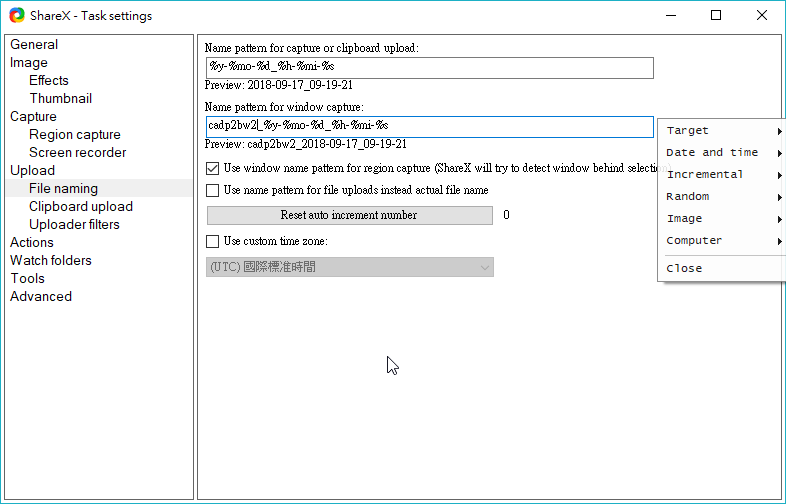 ShareX - Task settings
General
Image
Effects
Thumbnail
Capture
Region capture
Screen recorder
Upload
File naming
Clipboard upload
Uploader filters
Actions
Watch folders
Tools
Advanced
Name pattern for capture or clipboard upload:
%y-%mo-%d_%h-%mi-%s
Preview: 2018-09-17_09-19-21
Name pattern for window capture:
cadp2bw2_%y-%mo-%d_%h-%mi-%s
Preview: cadp2bw2_2018-09-17_09-19-21
Use window name pattern for region capture (ShareX will try to detect window behind selection)
Use name pattern for file uploads instead actual file name
Reset auto increment number 0
Use custom time zone:
(UTC) 國際標准時間
Target
Date and time
Incremental
Random
Image
Computer
Close